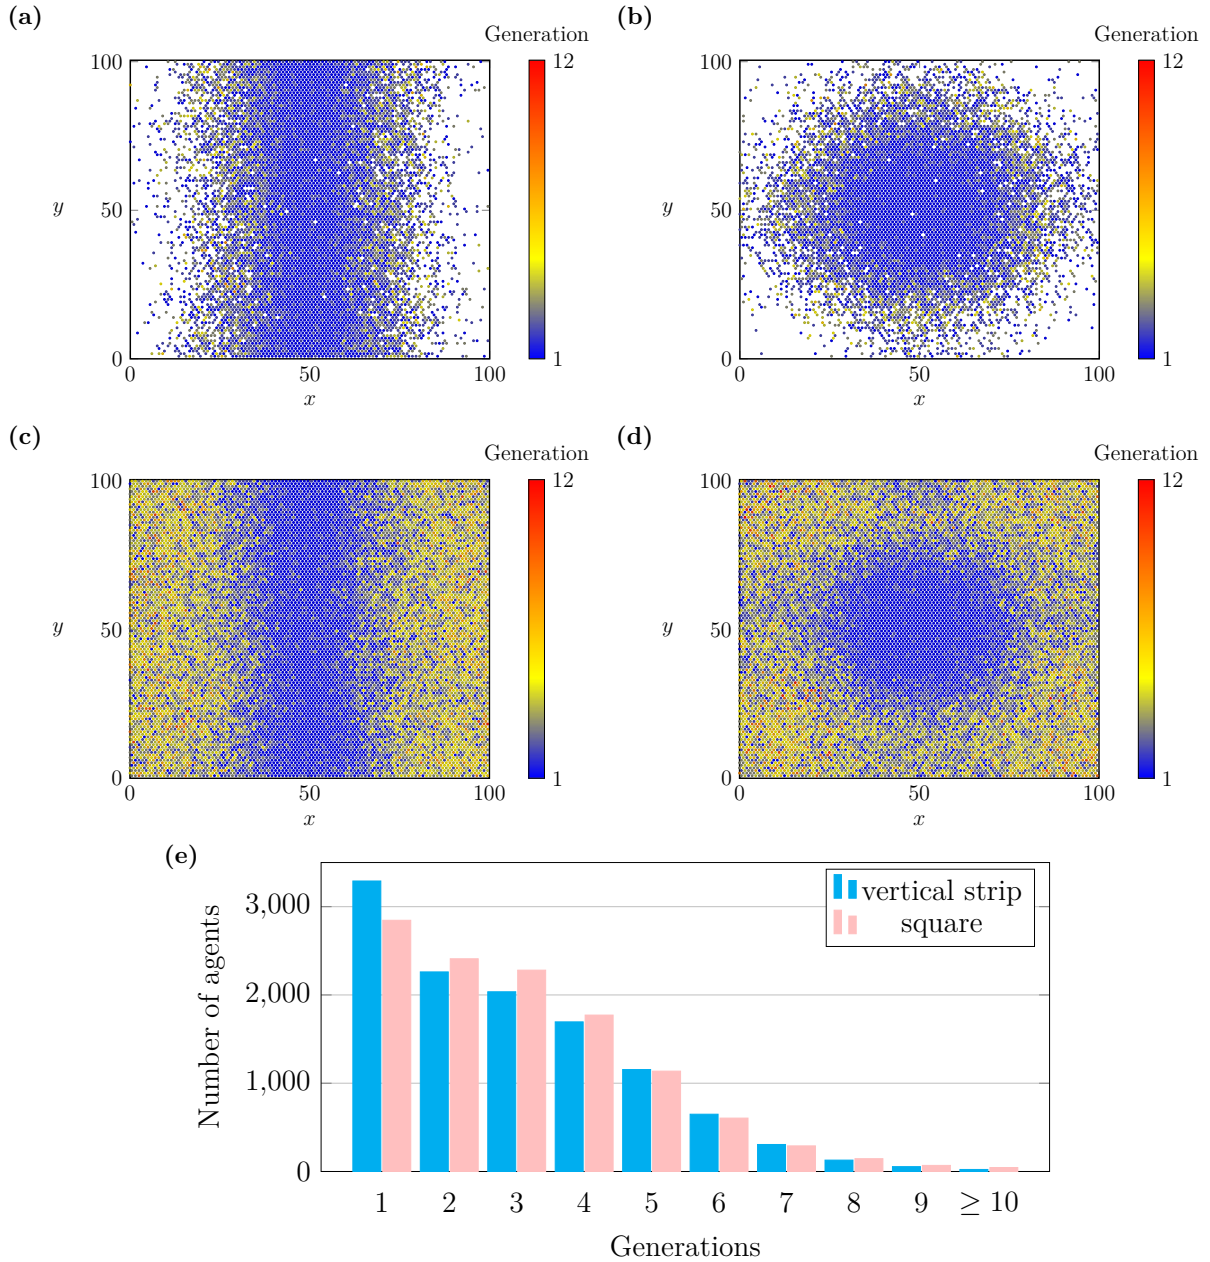 (a)
(b)
Generation
Generation
100
12
100
12
y
50
y
50
0
1
0
1
0
50
100
0
50
100
x
x
(c)
(d)
Generation
Generation
100
12
100
12
y
50
y
50
0
1
0
1
0
50
100
0
50
100
x
x
(e)
vertical strip
square
3,000
2,000
1,000
0
Number of agents
1 2 3 4 5 6 7 8 9 ≥ 10
Generations